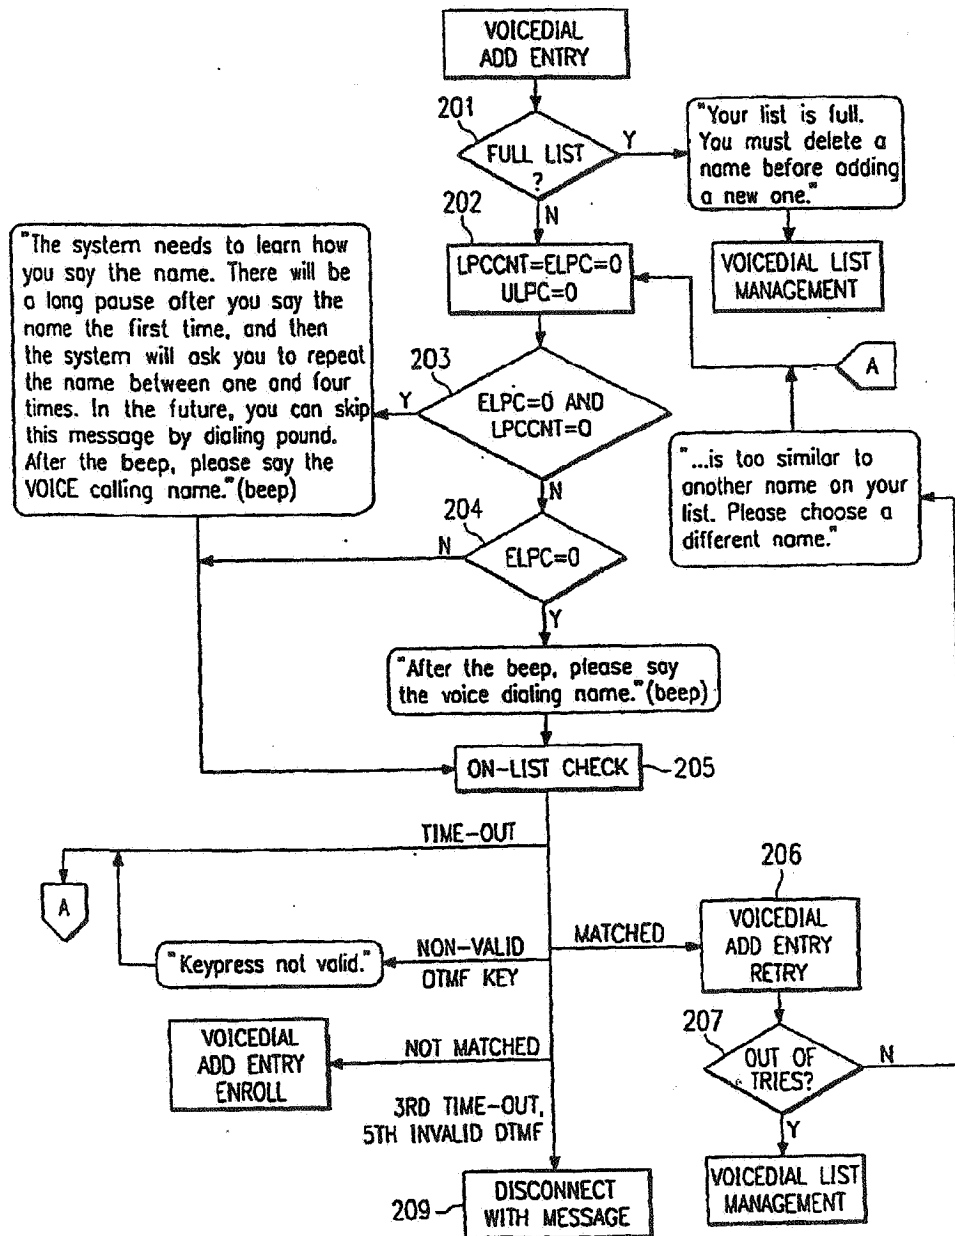 VOICEDIAL
ADD ENTRY
201
FULL LIST
?
Y
N
"Your list is full.
You must delete a
name before adding
a new one."
VOICEDIAL LIST
MANAGEMENT
202
LPCCNT=ELPC=0
ULPC=0
A
"The system needs to learn how
you say the name. There will be
a long pause after you say the
name the first time, and then
the system will ask you to repeat
the name between one and four
times. In the future, you can skip
this message by dialing pound.
After the beep, please say the
VOICE calling name."(beep)
203
Y
ELPC=0 AND
LPCCNT=0
N
"...is too similar to
another name on your
list. Please choose a
different name."
204
N
ELPC=0
Y
"After the beep, please say
the voice dialing name."(beep)
ON-LIST CHECK
205
TIME-OUT
A
"Keypress not valid."
NON-VALID
DTMF KEY
MATCHED
206
VOICEDIAL
ADD ENTRY
RETRY
VOICEDIAL
ADD ENTRY
ENROLL
NOT MATCHED
207
OUT OF
TRIES?
N
Y
3RD TIME-OUT,
5TH INVALID DTMF
209
DISCONNECT
WITH MESSAGE
VOICEDIAL LIST
MANAGEMENT